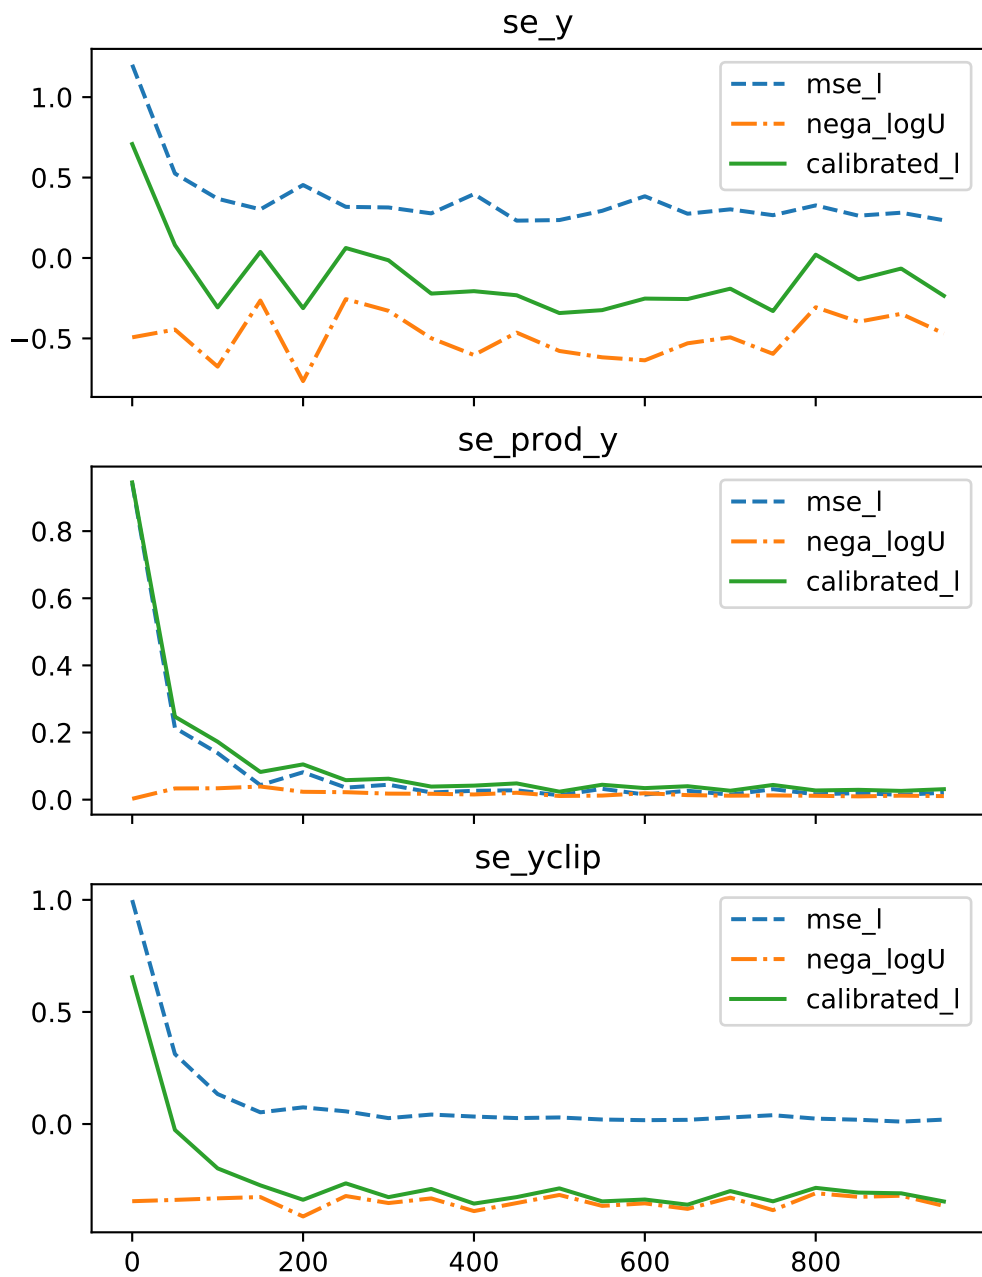 se_y
1.0
0.5
0.0
−0.5
mse_l
nega_logU
calibrated_l
se_prod_y
0.8
0.6
0.4
0.2
0.0
mse_l
nega_logU
calibrated_l
se_yclip
1.0
0.5
0.0
mse_l
nega_logU
calibrated_l
0 200 400 600 800